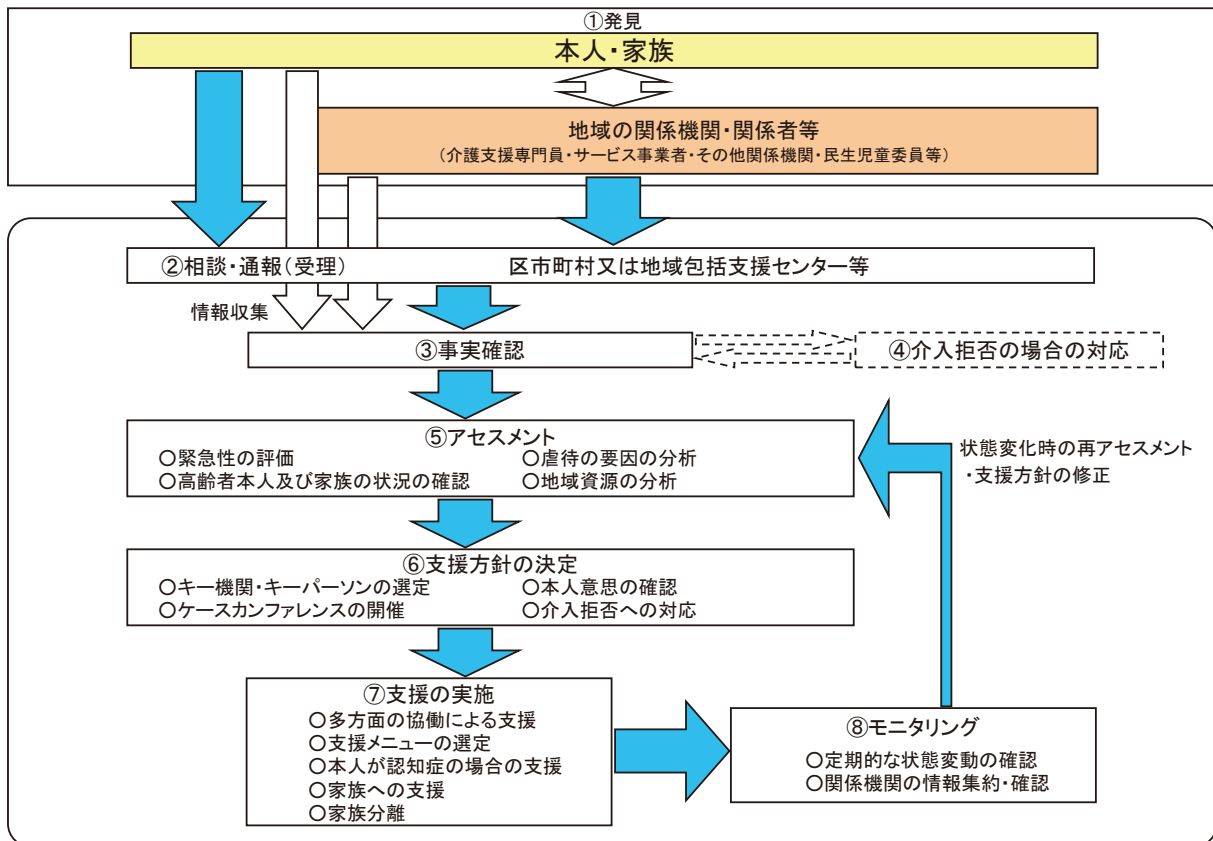 ①発見
本人・家族
地域の関係機関・関係者等
（介護支援専門員・サービス事業者・その他関係機関・民生児童委員等）
②相談・通報（受理）
区市町村又は地域包括支援センター等
情報収集
③事実確認
④介入拒否の場合の対応
⑤アセスメント
○緊急性の評価
○虐待の要因の分析
○高齢者本人及び家族の状況の確認
○地域資源の分析
状態変化時の再アセスメント
・支援方針の修正
⑥支援方針の決定
○キー機関・キーパーソンの選定
○本人意思の確認
○ケースカンファレンスの開催
○介入拒否への対応
⑦支援の実施
○多方面の協働による支援
○支援メニューの選定
○本人が認知症の場合の支援
○家族への支援
○家族分離
⑧モニタリング
○定期的な状態変動の確認
○関係機関の情報集約・確認